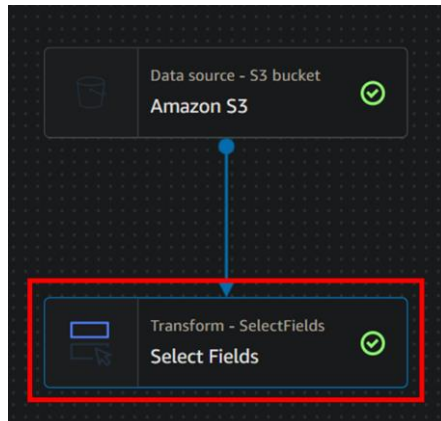 Data source - S3 bucket
Amazon S3
Transform - SelectFields
Select Fields